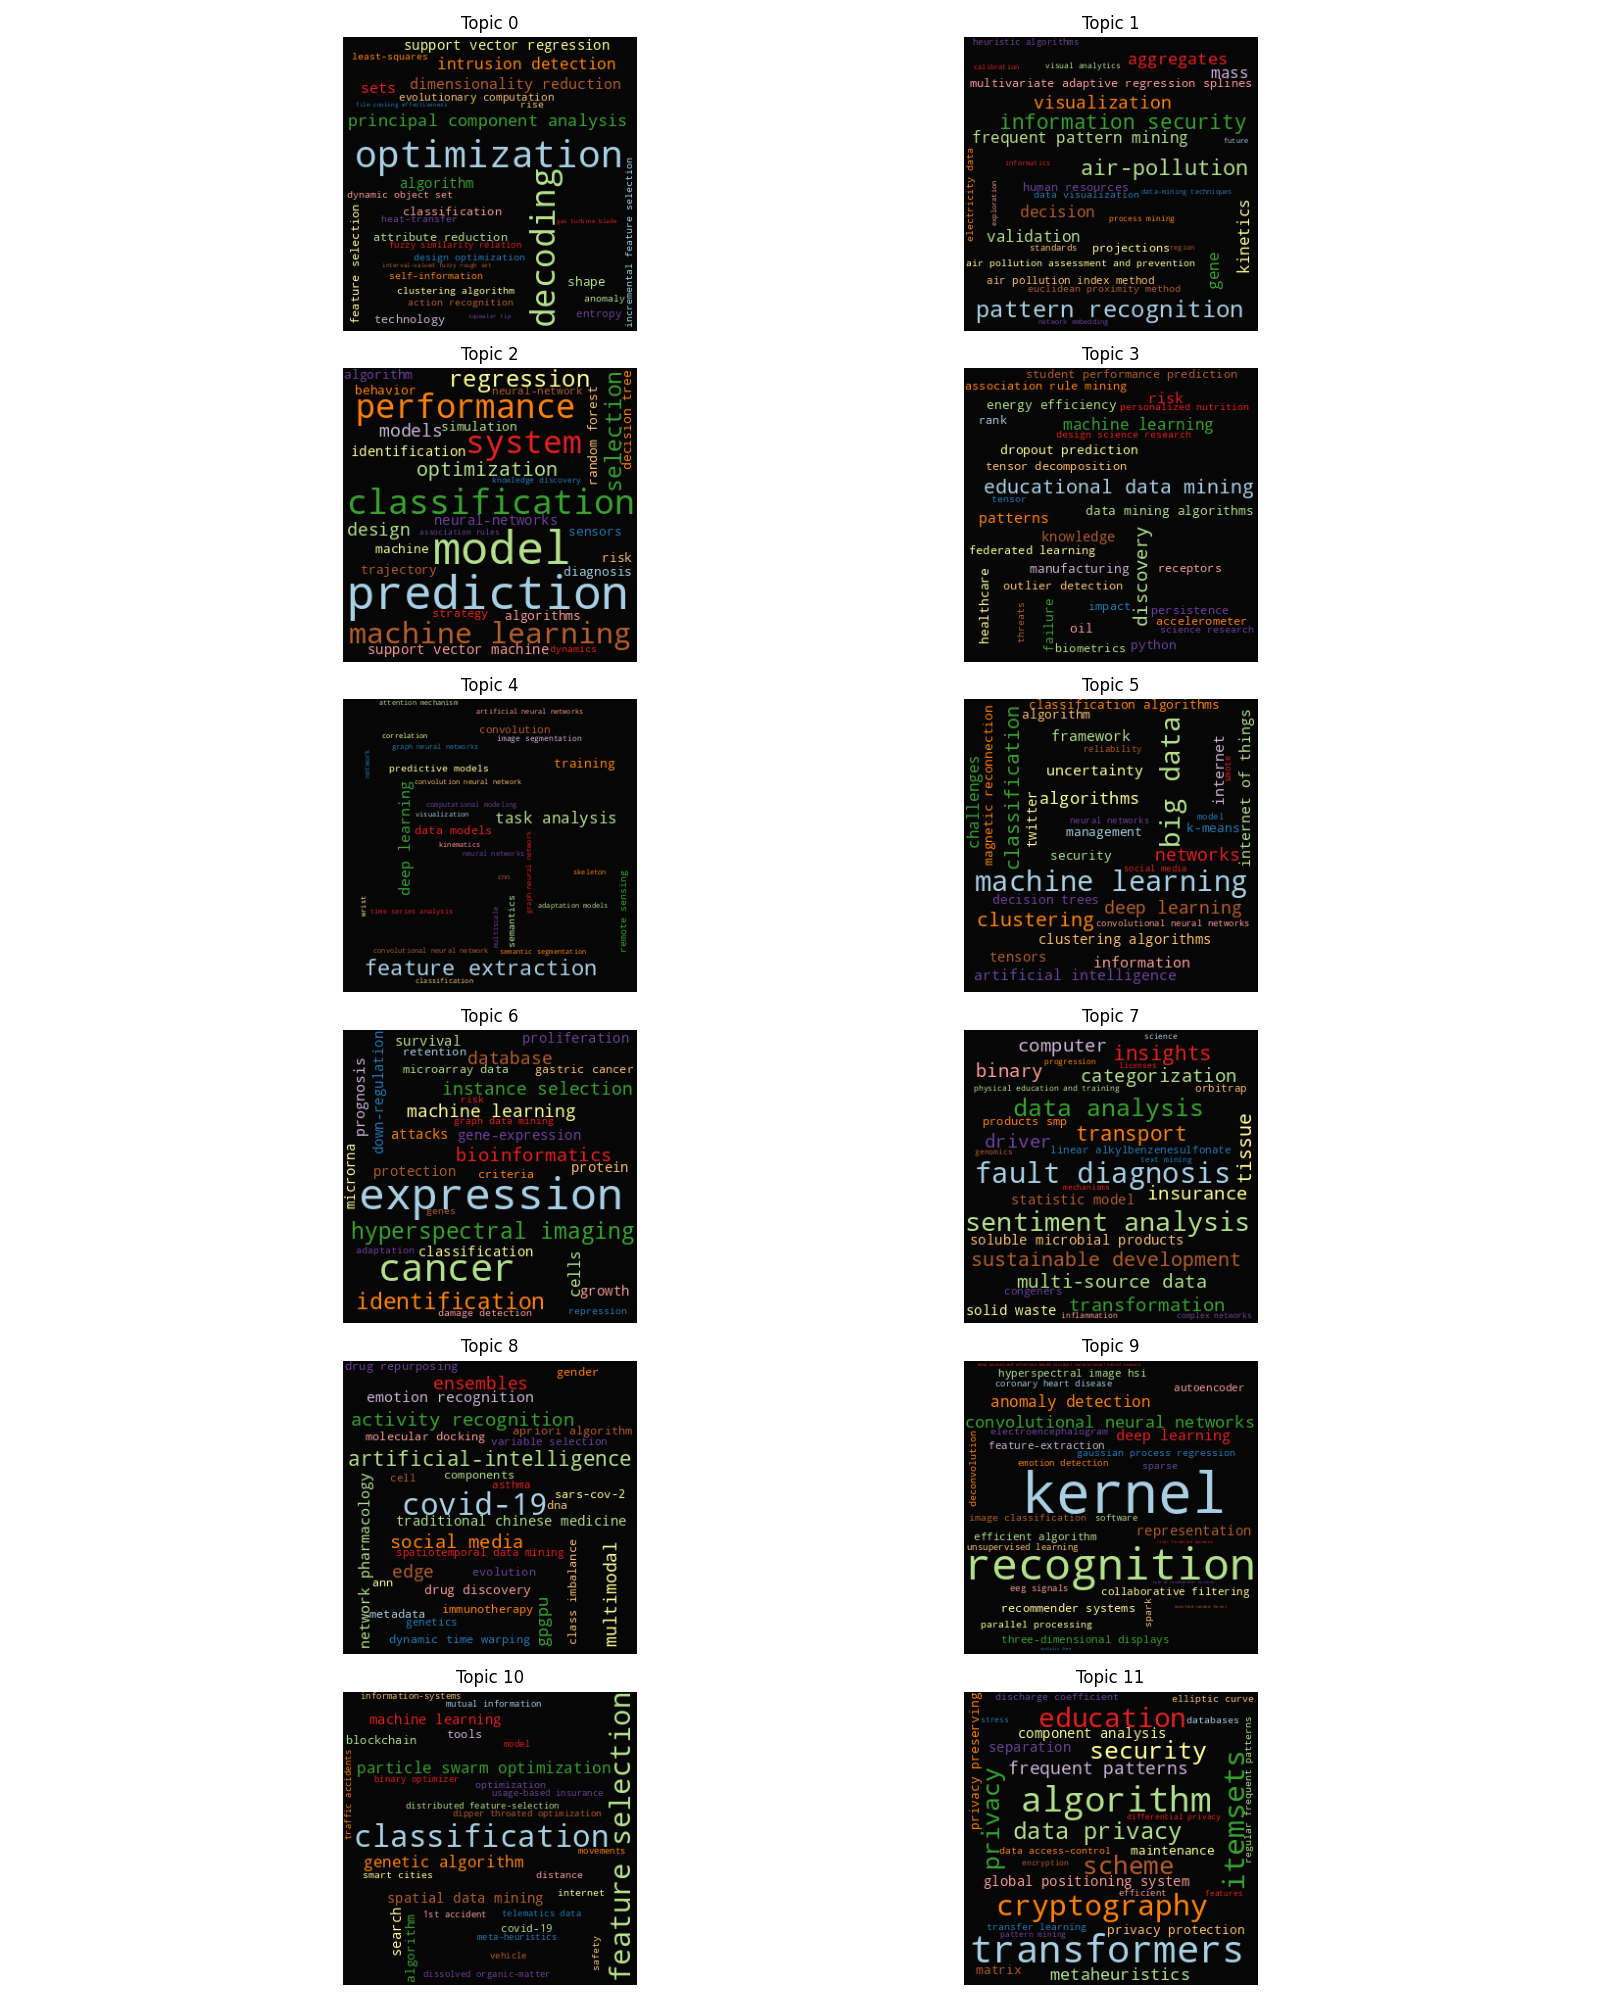 Topic 0
support vector regression
least-squares
intrusion detection
dimensionality reduction
sets
evolutionary computation
film cooling effectiveness
rise
principal component analysis
optimization
decoding
incremental feature selection
algorithm
dynamic object set
classification
heat-transfer
gas turbine blade
feature selection
attribute reduction
fuzzy similarity relation
design optimization
interval-valued fuzzy rough set
self-information
shape
clustering algorithm
action recognition
anomaly
technology
squealer tip
entropy
Topic 1
heuristic algorithms
calibration
visual analytics
aggregates
mass
multivariate adaptive regression splines
visualization
information security
frequent pattern mining
future
electricity data
informatics
air-pollution
exploration
human resources
data visualization
data-mining techniques
decision
process mining
kinetics
validation
standards
projections
region
gene
air pollution assessment and prevention
air pollution index method
euclidean proximity method
pattern recognition
network embedding
Topic 2
algorithm
regression
selection
decision tree
behavior
neural-network
random forest
performance
models
simulation
system
identification
optimization
knowledge discovery
classification
neural-networks
design
association rules
sensors
machine
model
risk
trajectory
diagnosis
prediction
strategy
algorithms
machine learning
support vector machine
dynamics
Topic 3
student performance prediction
association rule mining
risk
energy efficiency
personalized nutrition
rank
machine learning
design science research
dropout prediction
tensor decomposition
educational data mining
tensor
data mining algorithms
patterns
discovery
knowledge
federated learning
manufacturing
receptors
healthcare
outlier detection
threats
failure
impact
persistence
accelerometer
oil
science research
biometrics
python
Topic 4
attention mechanism
artificial neural networks
convolution
correlation
image segmentation
graph neural networks
network
training
predictive models
convolution neural network
deep learning
computational modeling
visualization
task analysis
data models
graph neural network
kinematics
neural networks
cnn
skeleton
remote sensing
wrist
semantics
time series analysis
adaptation models
multiscale
convolutional neural network
semantic segmentation
feature extraction
classification
Topic 5
classification algorithms
magnetic reconnection
classification
algorithm
internet of things
big data
framework
internet
reliability
challenges
uncertainty
smote
twitter
algorithms
model
neural networks
k-means
management
security
networks
social media
machine learning
decision trees
deep learning
clustering
convolutional neural networks
clustering algorithms
tensors
information
artificial intelligence
Topic 6
survival
proliferation
down-regulation
retention
database
prognosis
microarray data
gastric cancer
instance selection
risk
machine learning
graph data mining
attacks
gene-expression
microrna
bioinformatics
protection
criteria
protein
expression
genes
hyperspectral imaging
adaptation
classification
cancer
cells
growth
identification
damage detection
repression
Topic 7
science
computer
insights
progression
licenses
binary
categorization
physical education and training
orbitrap
data analysis
products smp
transport
tissue
driver
linear alkylbenzenesulfonate
genomics
text mining
fault diagnosis
mechanisms
statistic model
insurance
sentiment analysis
soluble microbial products
sustainable development
multi-source data
congeners
solid waste
transformation
inflammation
complex networks
Topic 8
drug repurposing
gender
ensembles
emotion recognition
activity recognition
apriori algorithm
molecular docking
variable selection
artificial-intelligence
network pharmacology
cell
components
asthma
sars-cov-2
covid-19
dna
traditional chinese medicine
social media
spatiotemporal data mining
class imbalance
multimodal
edge
evolution
ann
drug discovery
gpgpu
metadata
immunotherapy
genetics
dynamic time warping
Topic 9
hyperspectral image hsi
coronary heart disease
autoencoder
anomaly detection
convolutional neural networks
electroencephalogram
deep learning
deconvolution
feature-extraction
gaussian process regression
emotion detection
sparse
kernel
image classification
software
representation
efficient algorithm
unsupervised learning
recognition
eeg signals
collaborative filtering
recommender systems
spark
parallel processing
three-dimensional displays
Topic 10
information-systems
mutual information
feature selection
machine learning
tools
blockchain
model
traffic accidents
particle swarm optimization
binary optimizer
optimization
usage-based insurance
distributed feature-selection
dipper throated optimization
classification
movements
genetic algorithm
smart cities
distance
spatial data mining
internet
search
1st accident
telematics data
algorithm
covid-19
meta-heuristics
safety
vehicle
dissolved organic-matter
Topic 11
privacy preserving
discharge coefficient
elliptic curve
stress
education
databases
component analysis
regular frequent patterns
separation
security
frequent patterns
itemsets
privacy
algorithm
differential privacy
data privacy
data access-control
maintenance
encryption
scheme
global positioning system
efficient
features
cryptography
transfer learning
pattern mining
privacy protection
transformers
matrix
metaheuristics